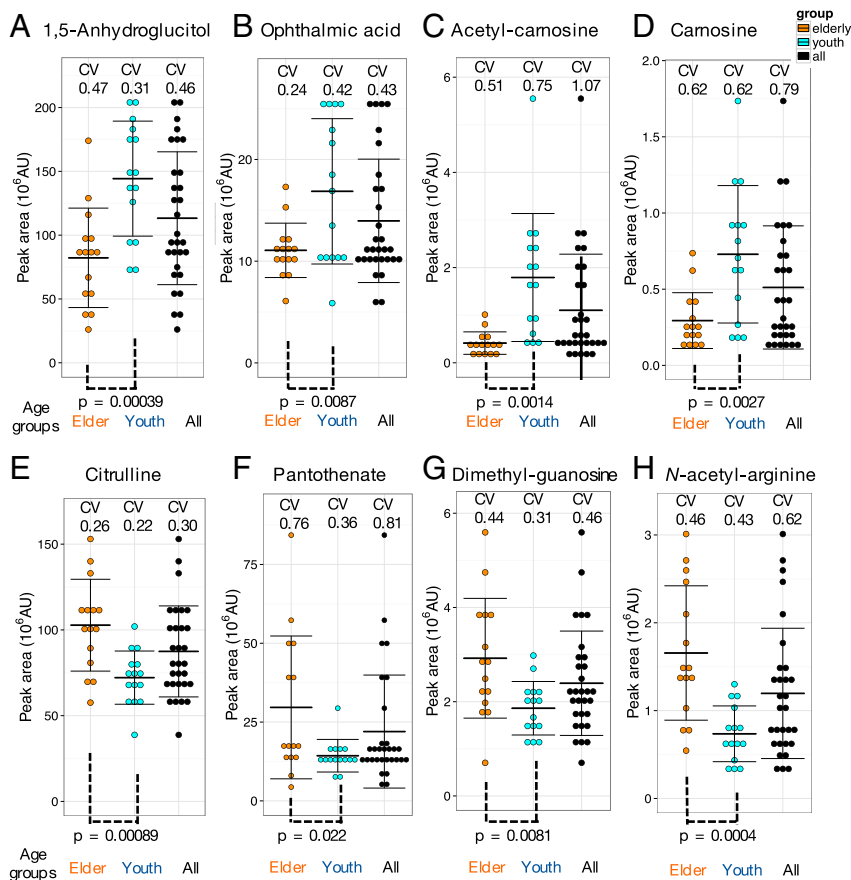 group
elderly
youth
all
A 1,5-Anhydroglucitol
CV CV CV
0.47 0.31 0.46
Peak area (10⁶AU)
200
150
100
50
0
p = 0.00039
B Ophthalmic acid
CV CV CV
0.24 0.42 0.43
Peak area (10⁶AU)
20
10
0
p = 0.0087
C Acetyl-carnosine
CV CV CV
0.51 0.75 1.07
Peak area (10⁶AU)
6
4
2
0
p = 0.0014
D Carnosine
CV CV CV
0.62 0.62 0.79
Peak area (10⁶AU)
2.0
1.5
1.0
0.5
0.0
p = 0.0027
Age
groups
Elder Youth All
Elder Youth All
Elder Youth All
Elder Youth All
E Citrulline
CV CV CV
0.26 0.22 0.30
Peak area (10⁶AU)
150
100
50
0
p = 0.00089
F Pantothenate
CV CV CV
0.76 0.36 0.81
Peak area (10⁶AU)
75
50
25
0
p = 0.022
G Dimethyl-guanosine
CV CV CV
0.44 0.31 0.46
Peak area (10⁶AU)
6
4
2
0
p = 0.0081
H N-acetyl-arginine
CV CV CV
0.46 0.43 0.62
Peak area (10⁶AU)
3
2
1
0
p = 0.0004
Age
groups
Elder Youth All
Elder Youth All
Elder Youth All
Elder Youth All